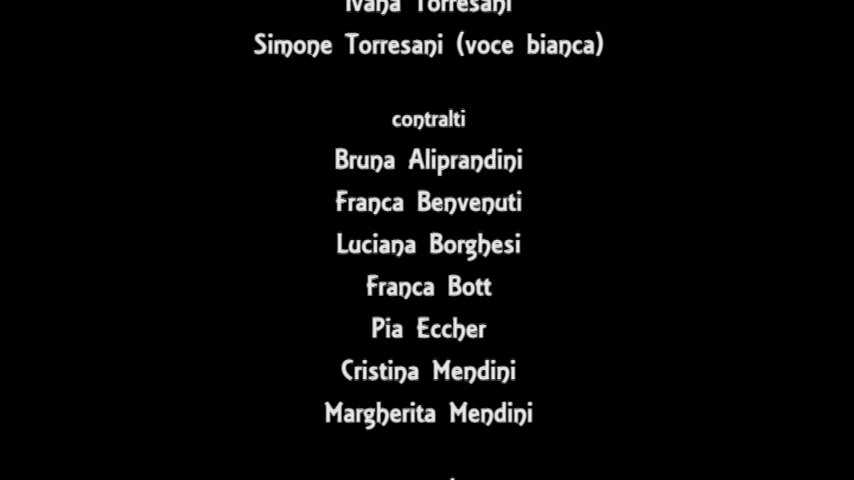 Ivana Torresani
Simone Torresani (voce bianca)
contralti
Bruna Aliprandini
Franca Benvenuti
Luciana Borghesi
Franca Bott
Pia Eccher
Cristina Mendini
Margherita Mendini